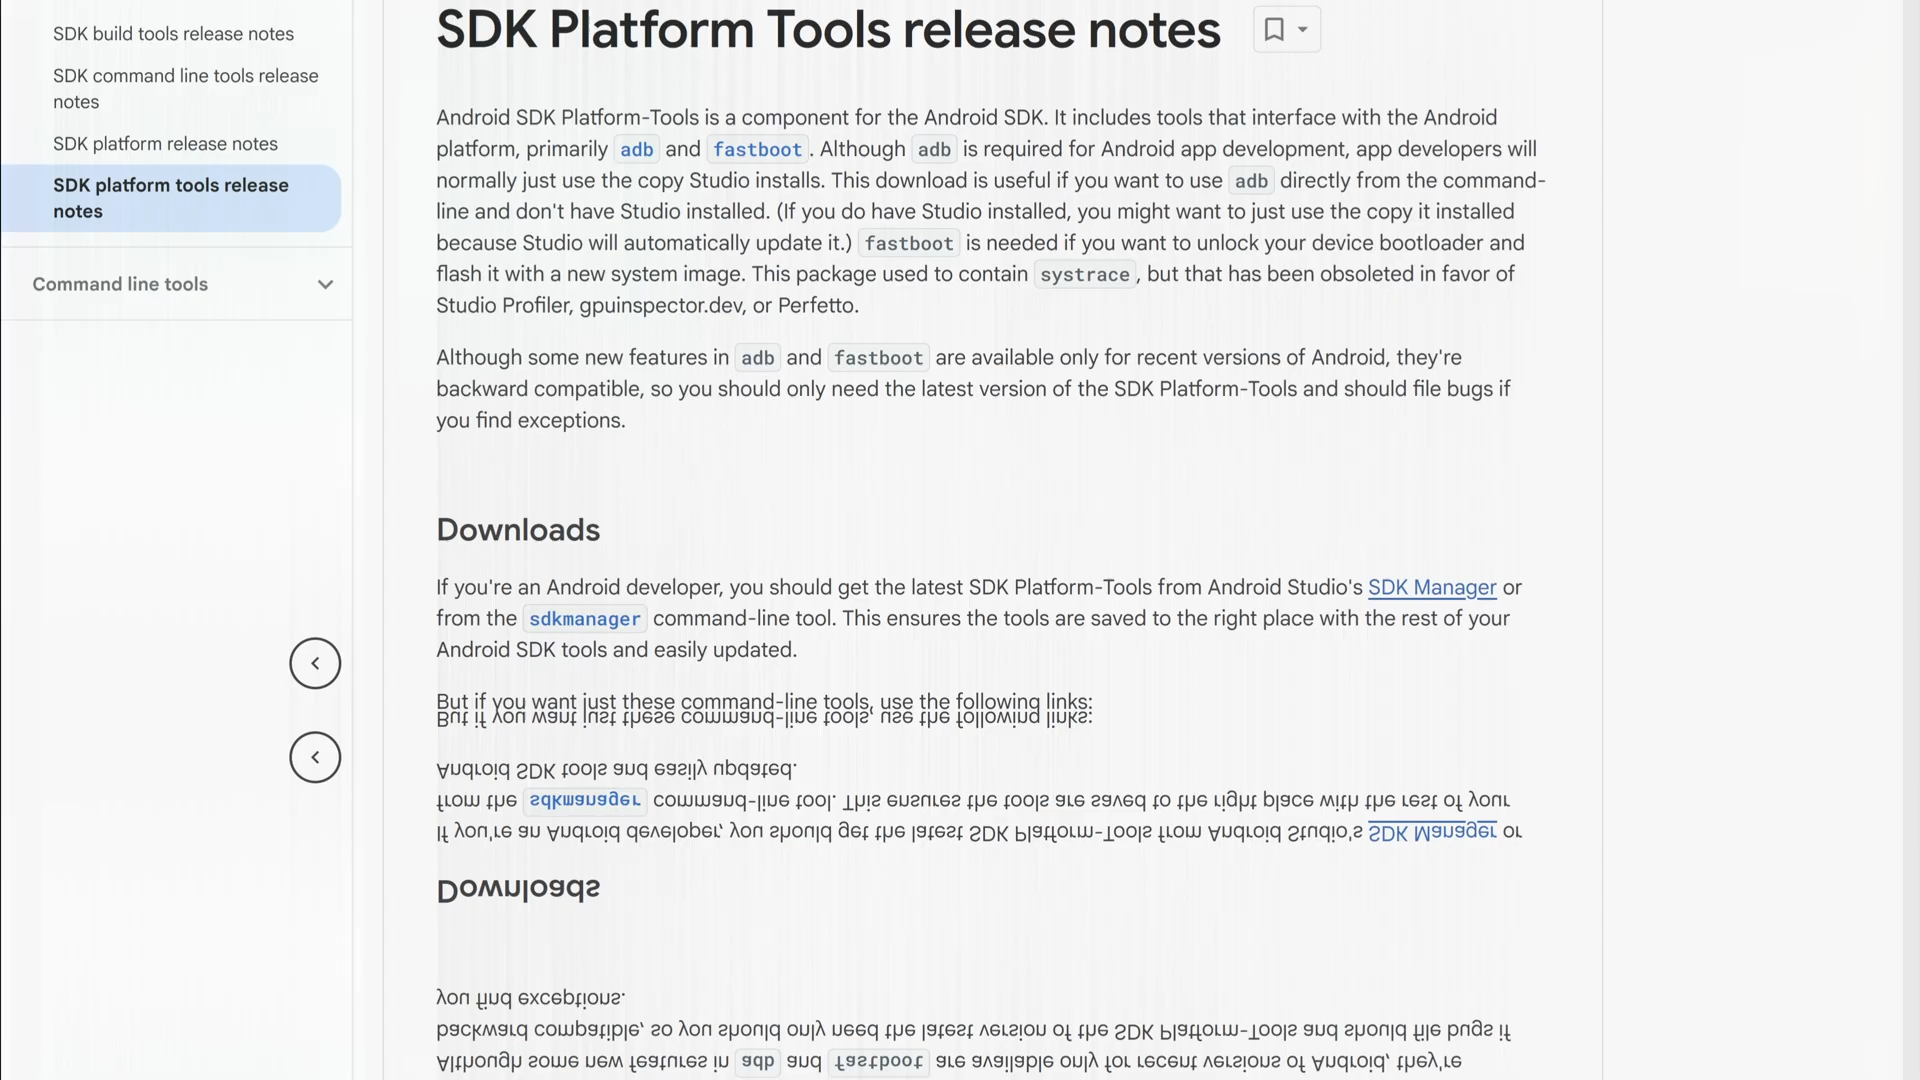 SDK build tools release notes
SDK command line tools release
notes
SDK platform release notes
SDK platform tools release
notes
Command line tools
SDK Platform Tools release notes
Android SDK Platform-Tools is a component for the Android SDK. It includes tools that interface with the Android
platform, primarily adb and fastboot. Although adb is required for Android app development, app developers will
normally just use the copy Studio installs. This download is useful if you want to use adb directly from the command-
line and don't have Studio installed. (If you do have Studio installed, you might want to just use the copy it installed
because Studio will automatically update it.) fastboot is needed if you want to unlock your device bootloader and
flash it with a new system image. This package used to contain systrace, but that has been obsoleted in favor of
Studio Profiler, gpuinspector.dev, or Perfetto.
Although some new features in adb and fastboot are available only for recent versions of Android, they're
backward compatible, so you should only need the latest version of the SDK Platform-Tools and should file bugs if
you find exceptions.
Downloads
If you're an Android developer, you should get the latest SDK Platform-Tools from Android Studio's SDK Manager or
from the sdkmanager command-line tool. This ensures the tools are saved to the right place with the rest of your
Android SDK tools and easily updated.
But if you want just these command-line tools, use the following links:
But if you want just these command-line tools, use the following links:
Android SDK tools and easily updated.
from the sdkmanager command-line tool. This ensures the tools are saved to the right place with the rest of your
If you're an Android developer, you should get the latest SDK Platform-Tools from Android Studio's SDK Manager or
Downloads
you find exceptions.
backward compatible, so you should only need the latest version of the SDK Platform-Tools and should file bugs if
Although some new features in adb and fastboot are available only for recent versions of Android, they're